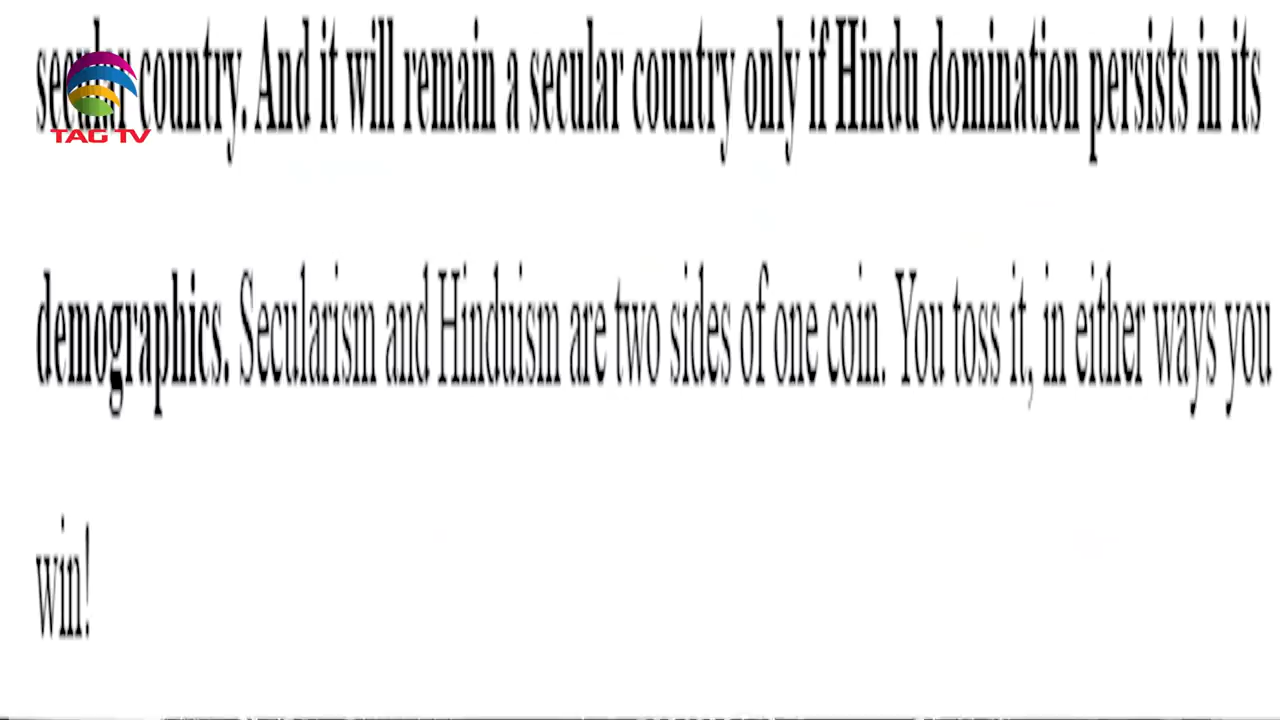 secular country. And it will remain a secular country only if Hindu domination persists in its
TAG TV
demographics. Secularism and Hinduism are two sides of one coin. You toss it, in either ways you
win!